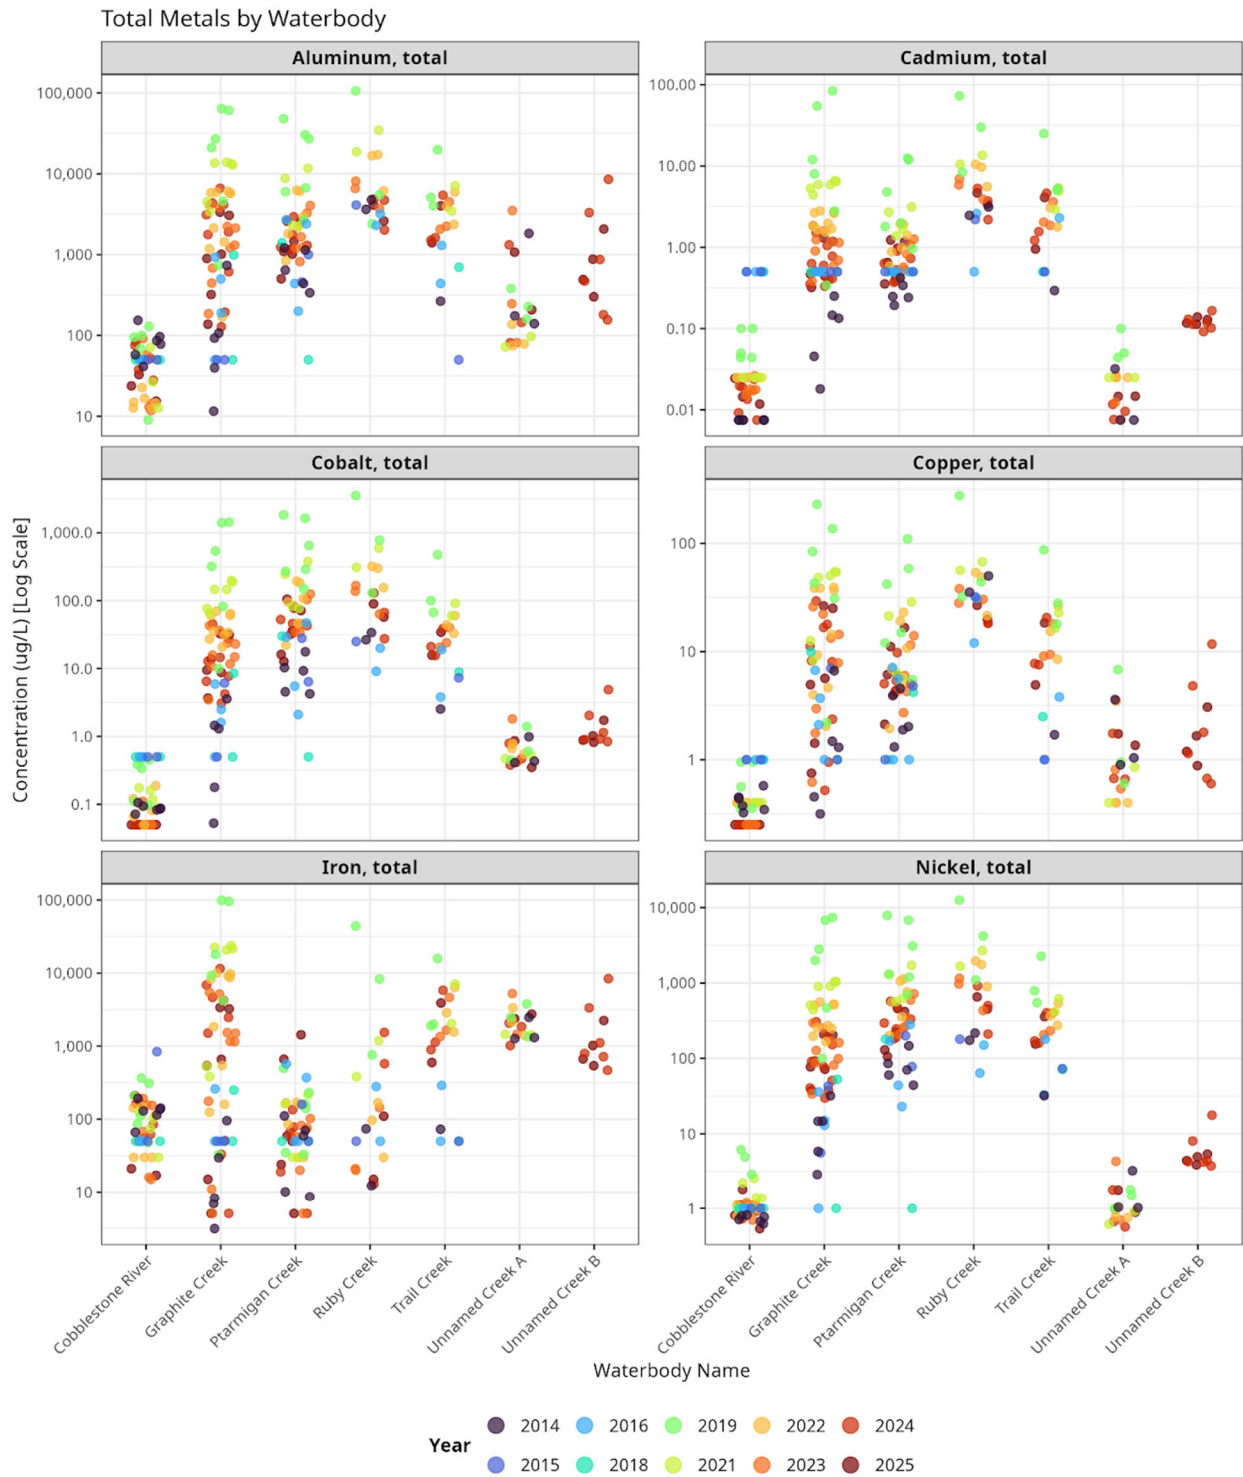 Total Metals by Waterbody
Aluminum, total
Cadmium, total
100,000
10,000
1,000
100
10
100.00
10.00
1.00
0.10
0.01
Cobalt, total
Copper, total
1,000.0
100.0
10.0
1.0
0.1
100
10
1
Concentration (ug/L) [Log Scale]
Iron, total
Nickel, total
100,000
10,000
1,000
100
10
10,000
1,000
100
10
1
Cobblestone River
Graphite Creek
Ptarmigan Creek
Ruby Creek
Trail Creek
Unnamed Creek A
Unnamed Creek B
Cobblestone River
Graphite Creek
Ptarmigan Creek
Ruby Creek
Trail Creek
Unnamed Creek A
Unnamed Creek B
Waterbody Name
Year
2014 2016 2019 2022 2024
2015 2018 2021 2023 2025